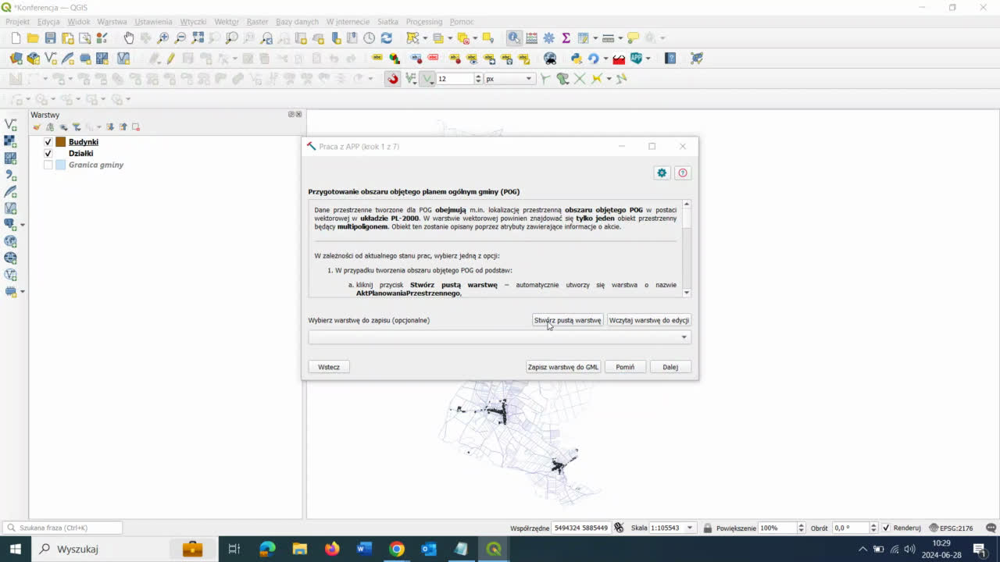 *Konferencja — QGIS
Projekt Edycja Widok Warstwa Ustawienia Wtyczki Wektor Raster Bazy danych W internecie Siatka Processing Pomoc
12 px
Warstwy
Budynki
Działki
Granica gminy
Praca z APP (krok 1 z 7)
Przygotowanie obszaru objętego planem ogólnym gminy (POG)
Dane przestrzenne tworzone dla POG obejmują m.in. lokalizację przestrzenną obszaru objętego POG w postaci
wektorowej w układzie PL-2000. W warstwie wektorowej powinien znajdować się tylko jeden obiekt przestrzenny
będący multipoligonem. Obiekt ten zostanie opisany poprzez atrybuty zawierające informacje o akcie.
W zależności od aktualnego stanu prac, wybierz jedną z opcji:
1. W przypadku tworzenia obszaru objętego POG od podstaw:
a. kliknij przycisk Stwórz pustą warstwę – automatycznie utworzy się warstwa o nazwie
AktPlanowaniaPrzestrzennego,
Wybierz warstwę do zapisu (opcjonalne) Stwórz pustą warstwę Wczytaj warstwę do edycji
Wstecz Zapisz warstwę do GML Pomiń Dalej
Szukana fraza (Ctrl+K) Współrzędne 5494324 5885449 Skala 1:105543 Powiększenie 100% Obrót 0,0 ° Renderuj EPSG:2176
Wyszukaj
10:29
2024-06-28